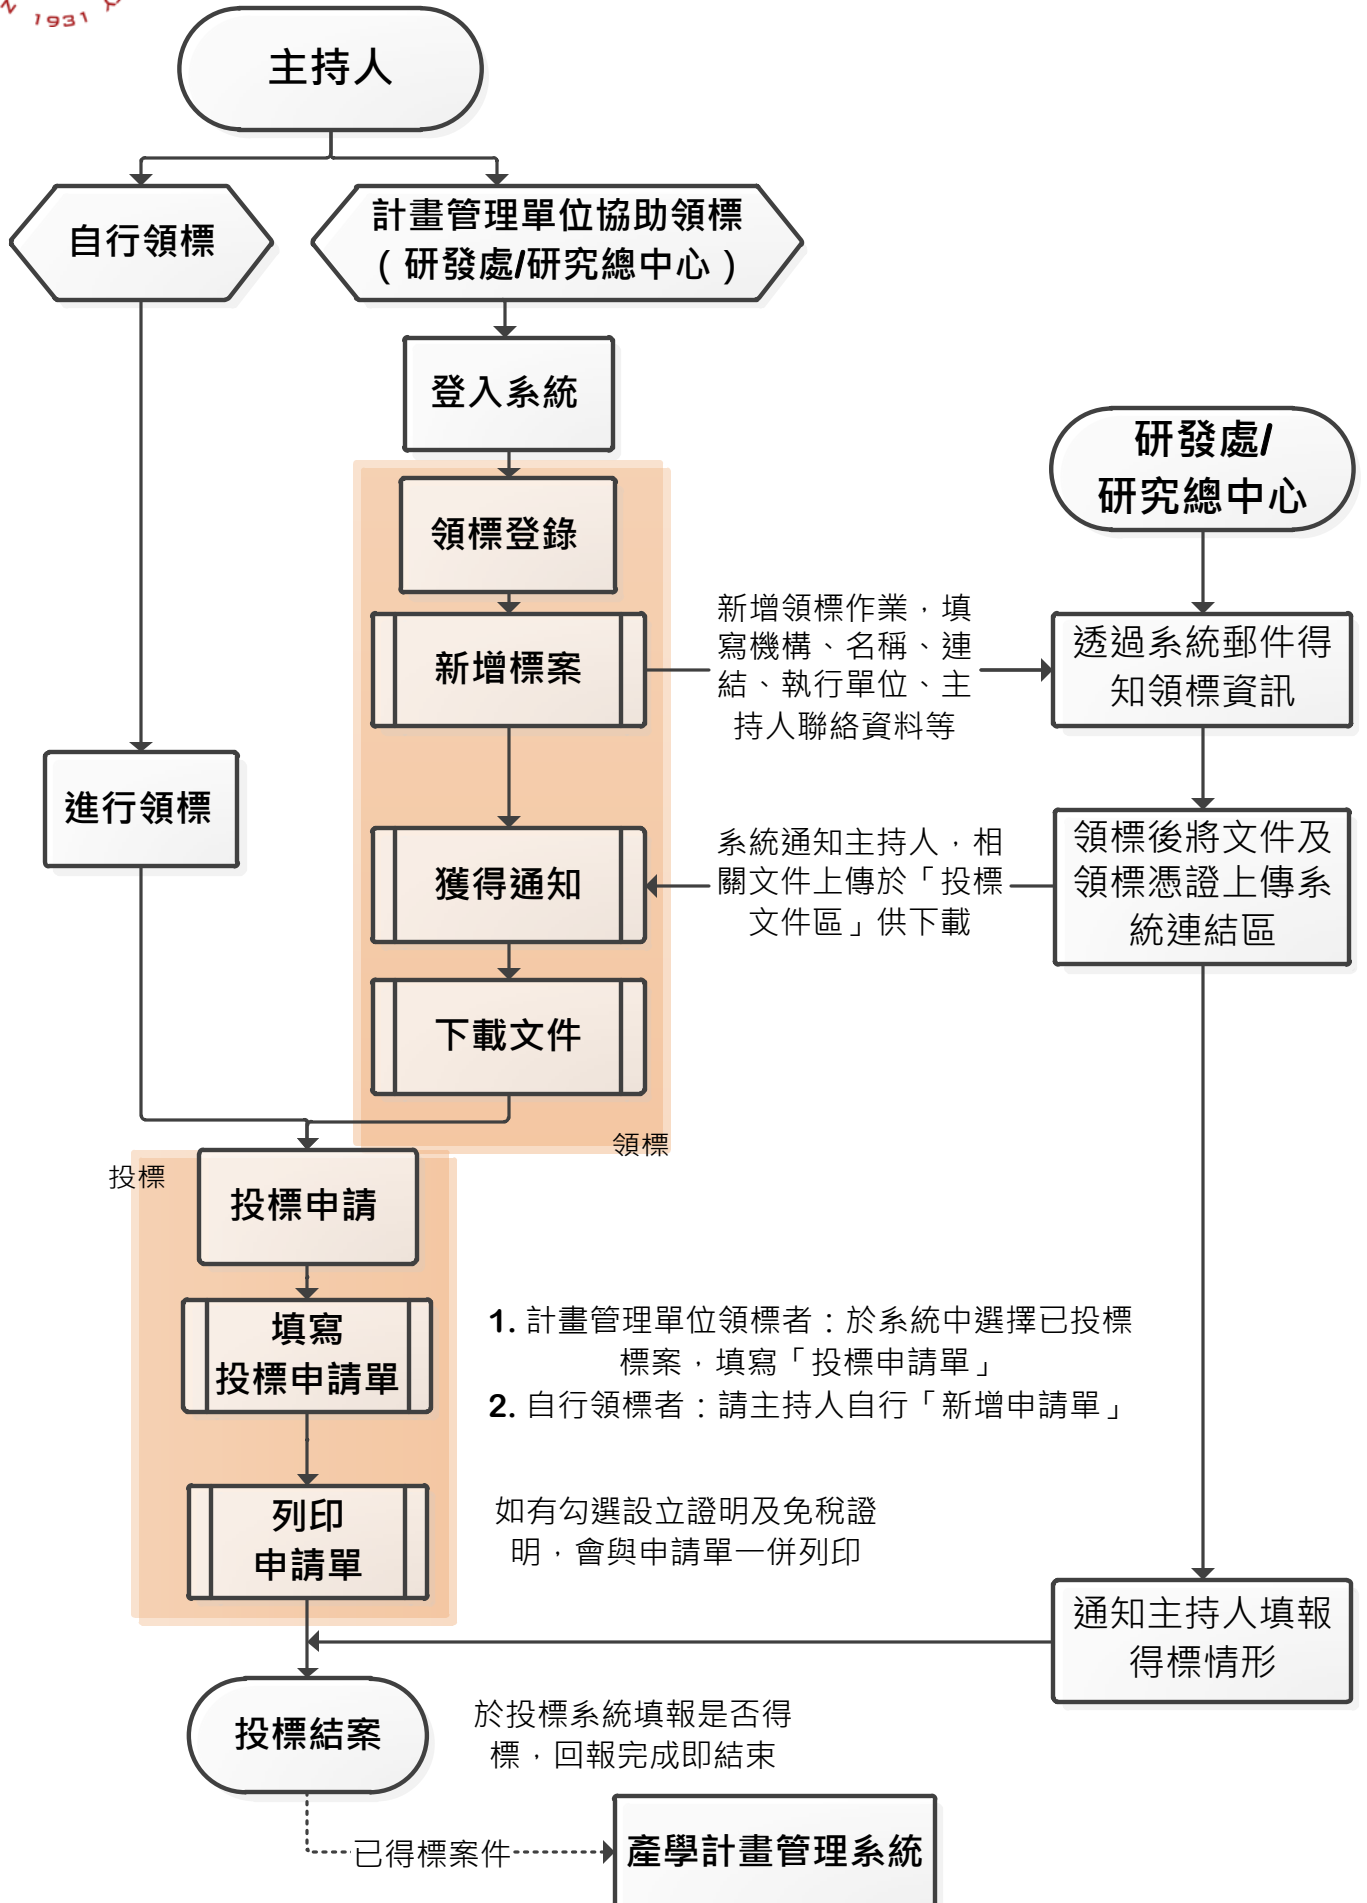 1931
主持人
自行領標
計畫管理單位協助領標
（研發處/研究總中心）
登入系統
研發處/
研究總中心
領標登錄
新增標案
新增領標作業，填
寫機構、名稱、連
結、執行單位、主
持人聯絡資料等
透過系統郵件得
知領標資訊
進行領標
獲得通知
系統通知主持人，相
關文件上傳於「投標
文件區」供下載
領標後將文件及
領標憑證上傳系
統連結區
下載文件
領標
投標
投標申請
填寫
投標申請單
1. 計畫管理單位領標者：於系統中選擇已投標
標案，填寫「投標申請單」
2. 自行領標者：請主持人自行「新增申請單」
列印
申請單
如有勾選設立證明及免稅證
明，會與申請單一併列印
通知主持人填報
得標情形
投標結案
於投標系統填報是否得
標，回報完成即結束
已得標案件
產學計畫管理系統